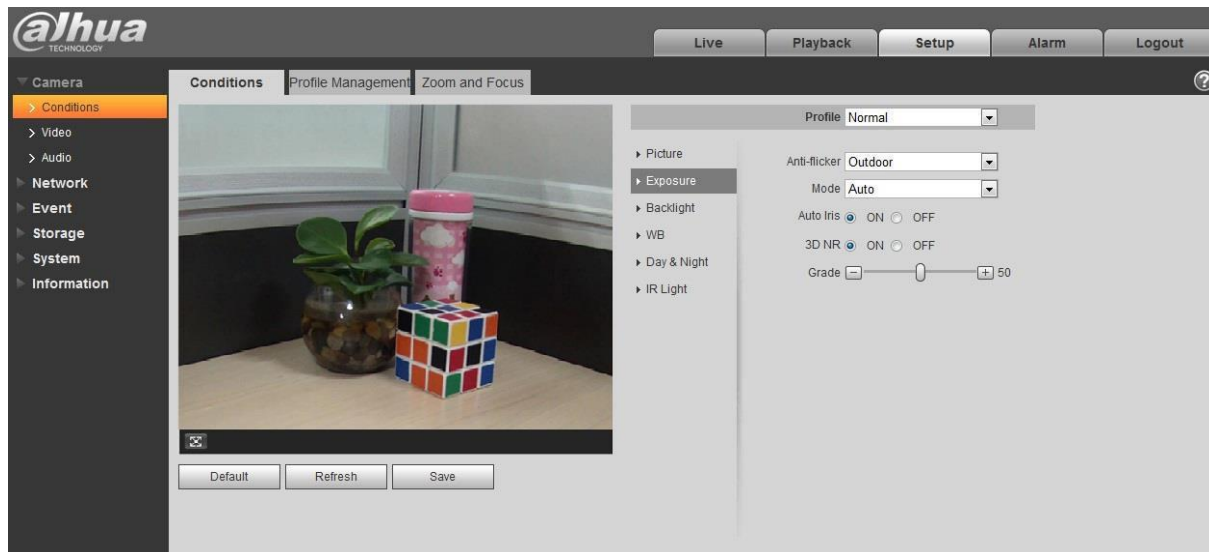 alhua
TECHNOLOGY
Live
Playback
Setup
Alarm
Logout
Camera
Conditions
Video
Audio
Network
Event
Storage
System
Information
Conditions
Profile Management
Zoom and Focus
?
Profile Normal
Picture
Exposure
Backlight
WB
Day & Night
IR Light
Anti-flicker Outdoor
Mode Auto
Auto Iris ON OFF
3D NR ON OFF
Grade - + 50
Default
Refresh
Save